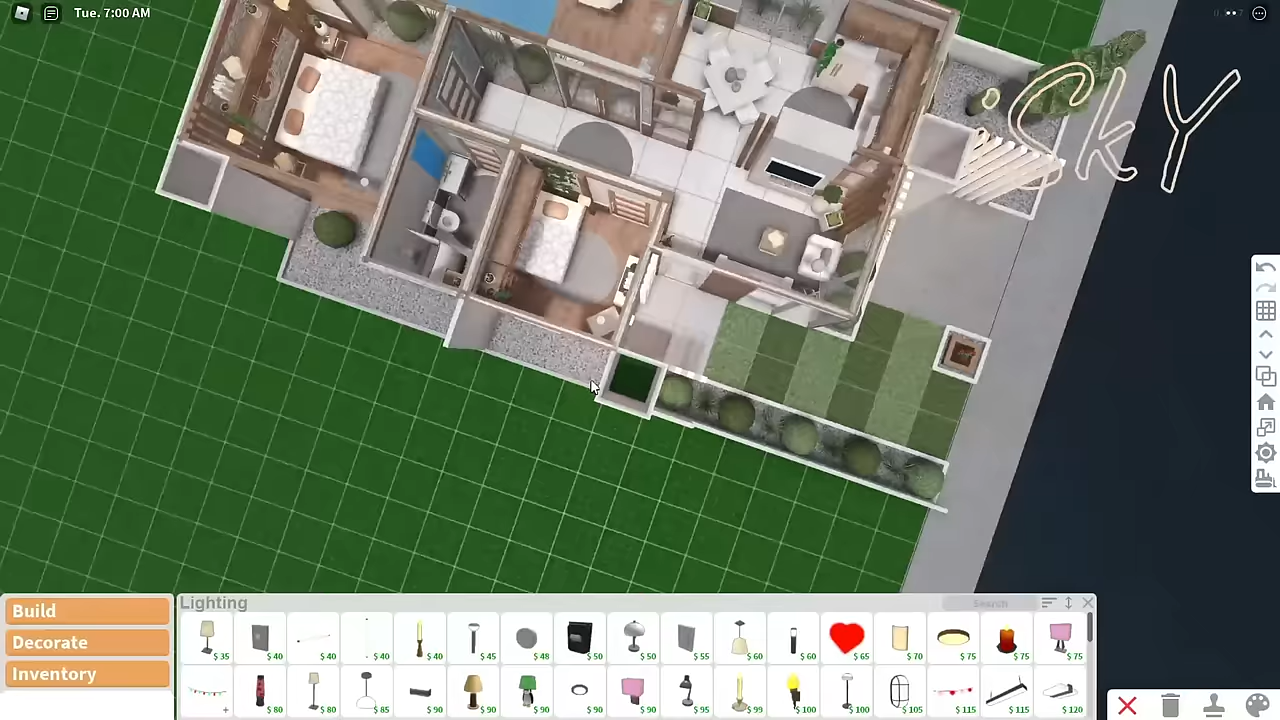 Tue. 7:00 AM
CKY
Build
Decorate
Inventory
Lighting
Search
$ 35 $ 40 $ 40 $ 40 $ 40 $ 45 $ 48 $ 50 $ 50 $ 55 $ 60 $ 60 $ 65 $ 70 $ 75 $ 75 $ 75
+ $ 80 $ 80 $ 85 $ 90 $ 90 $ 90 $ 90 $ 90 $ 95 $ 99 $ 100 $ 100 $ 105 $ 115 $ 115 $ 120